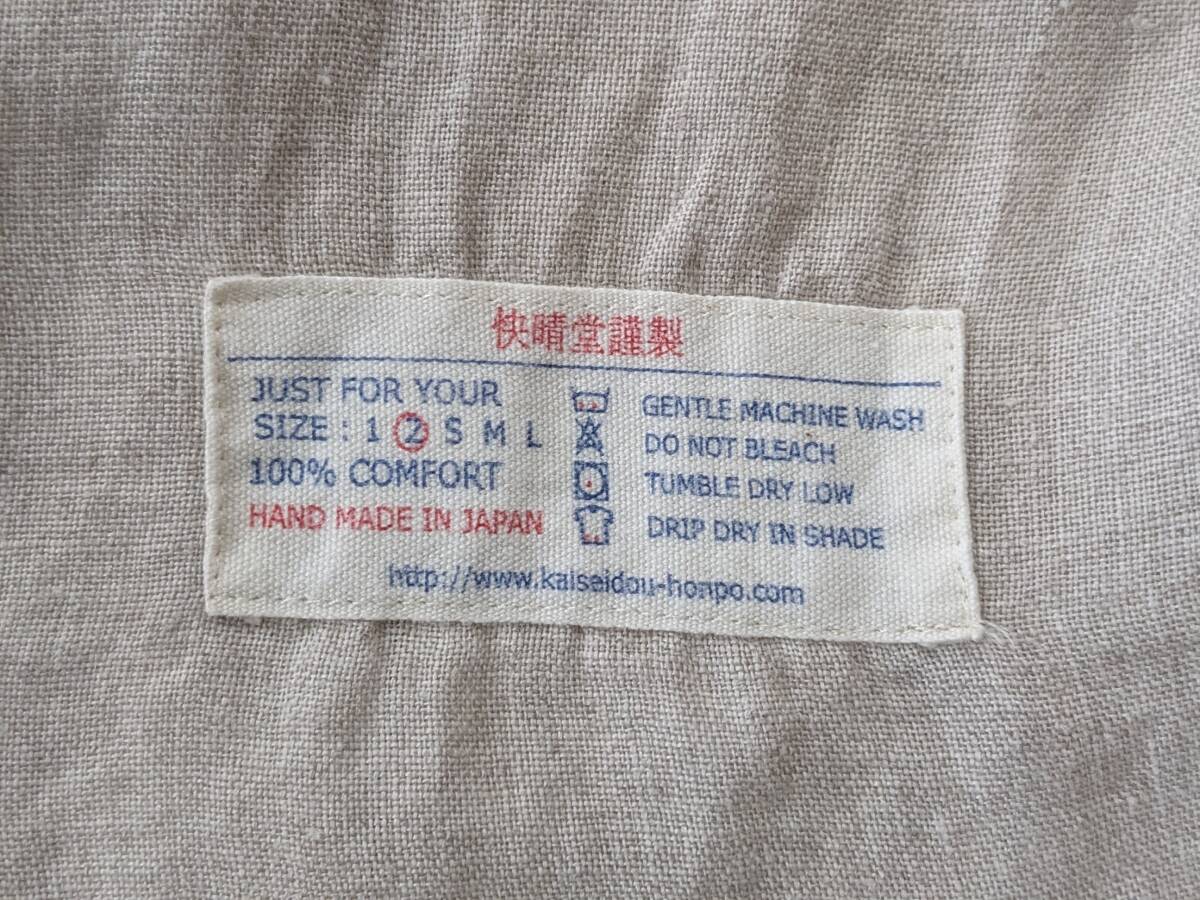 快晴堂謹製
JUST FOR YOUR
SIZE : 1 2 S M L
100% COMFORT
HAND MADE IN JAPAN
GENTLE MACHINE WASH
DO NOT BLEACH
TUMBLE DRY LOW
DRIP DRY IN SHADE
http://www.kaiseidou-honpo.com